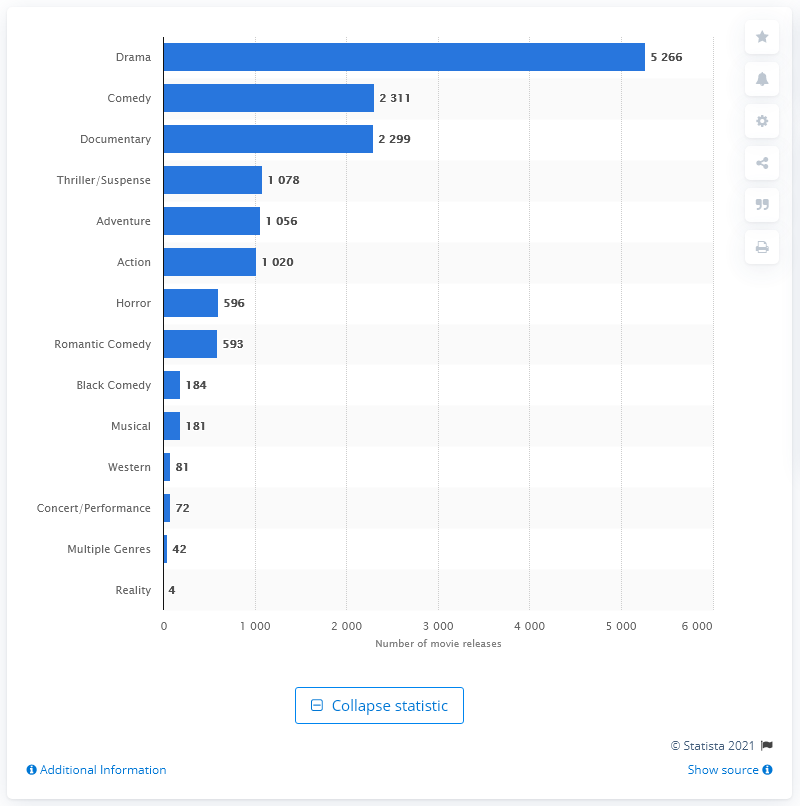 Drama 5 266
Comedy 2 311
Documentary 2 299
Thriller/Suspense 1 078
Adventure 1 056
Action 1 020
Horror 596
Romantic Comedy 593
Black Comedy 184
Musical 181
Western 81
Concert/Performance 72
Multiple Genres 42
Reality 4
0 1 000 2 000 3 000 4 000 5 000 6 000
Number of movie releases
Collapse statistic
© Statista 2021
Additional Information Show source